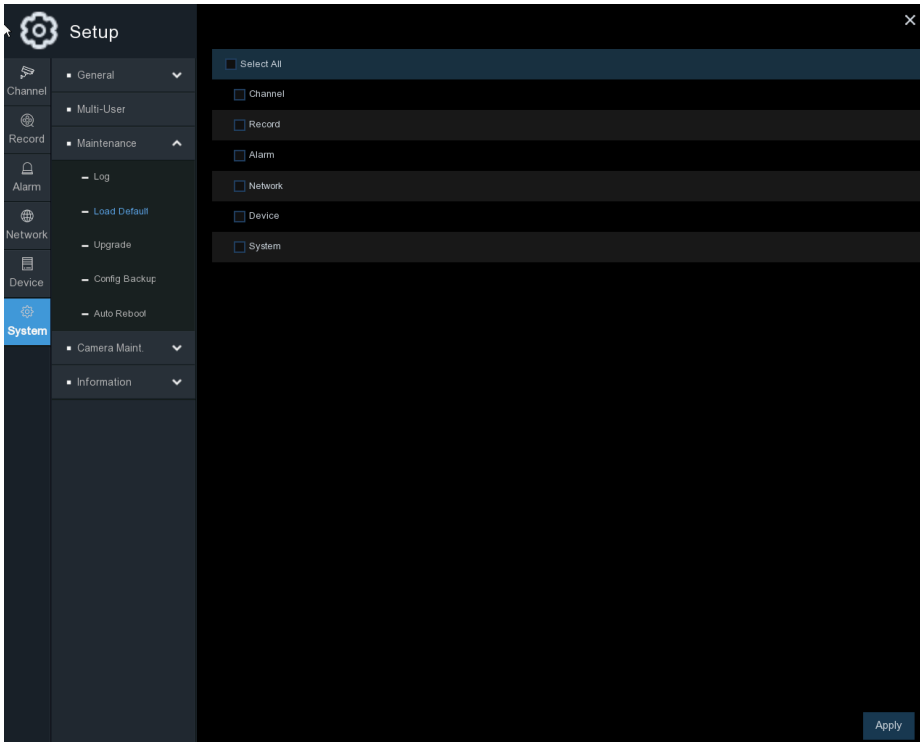 Setup
Channel
Record
Alarm
Network
Device
System
General
Multi-User
Maintenance
Log
Load Default
Upgrade
Config Backup
Auto Reboot
Camera Maint.
Information
Select All
Channel
Record
Alarm
Network
Device
System
Apply